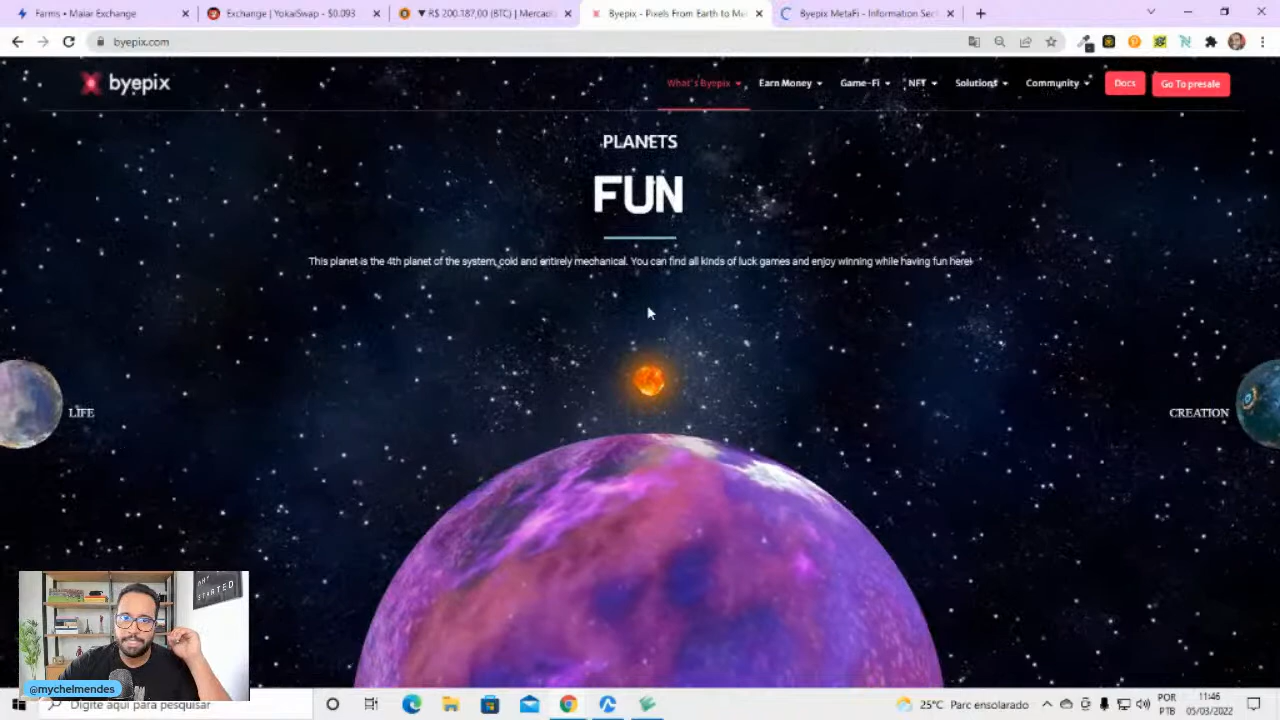 Farms • Maiar Exchange
Exchange | YokaiSwap - $0.093
▼ R$ 200.187,00 (BTC) | Mercad
Byepix - Pixels From Earth to Me
Byepix MetaFi - Information Sec
byepix.com
byepix
What's Byepix
Earn Money
Game-Fi
NFT
Solutions
Community
Docs
Go To presale
PLANETS
FUN
This planet is the 4th planet of the system, cold and entirely mechanical. You can find all kinds of luck games and enjoy winning while having fun here!
LIFE
CREATION
STARTED
@mychelmendes
Digite aqui para pesquisar
25°C Parc ensolarado
POR
PTB
11:46
05/03/2022